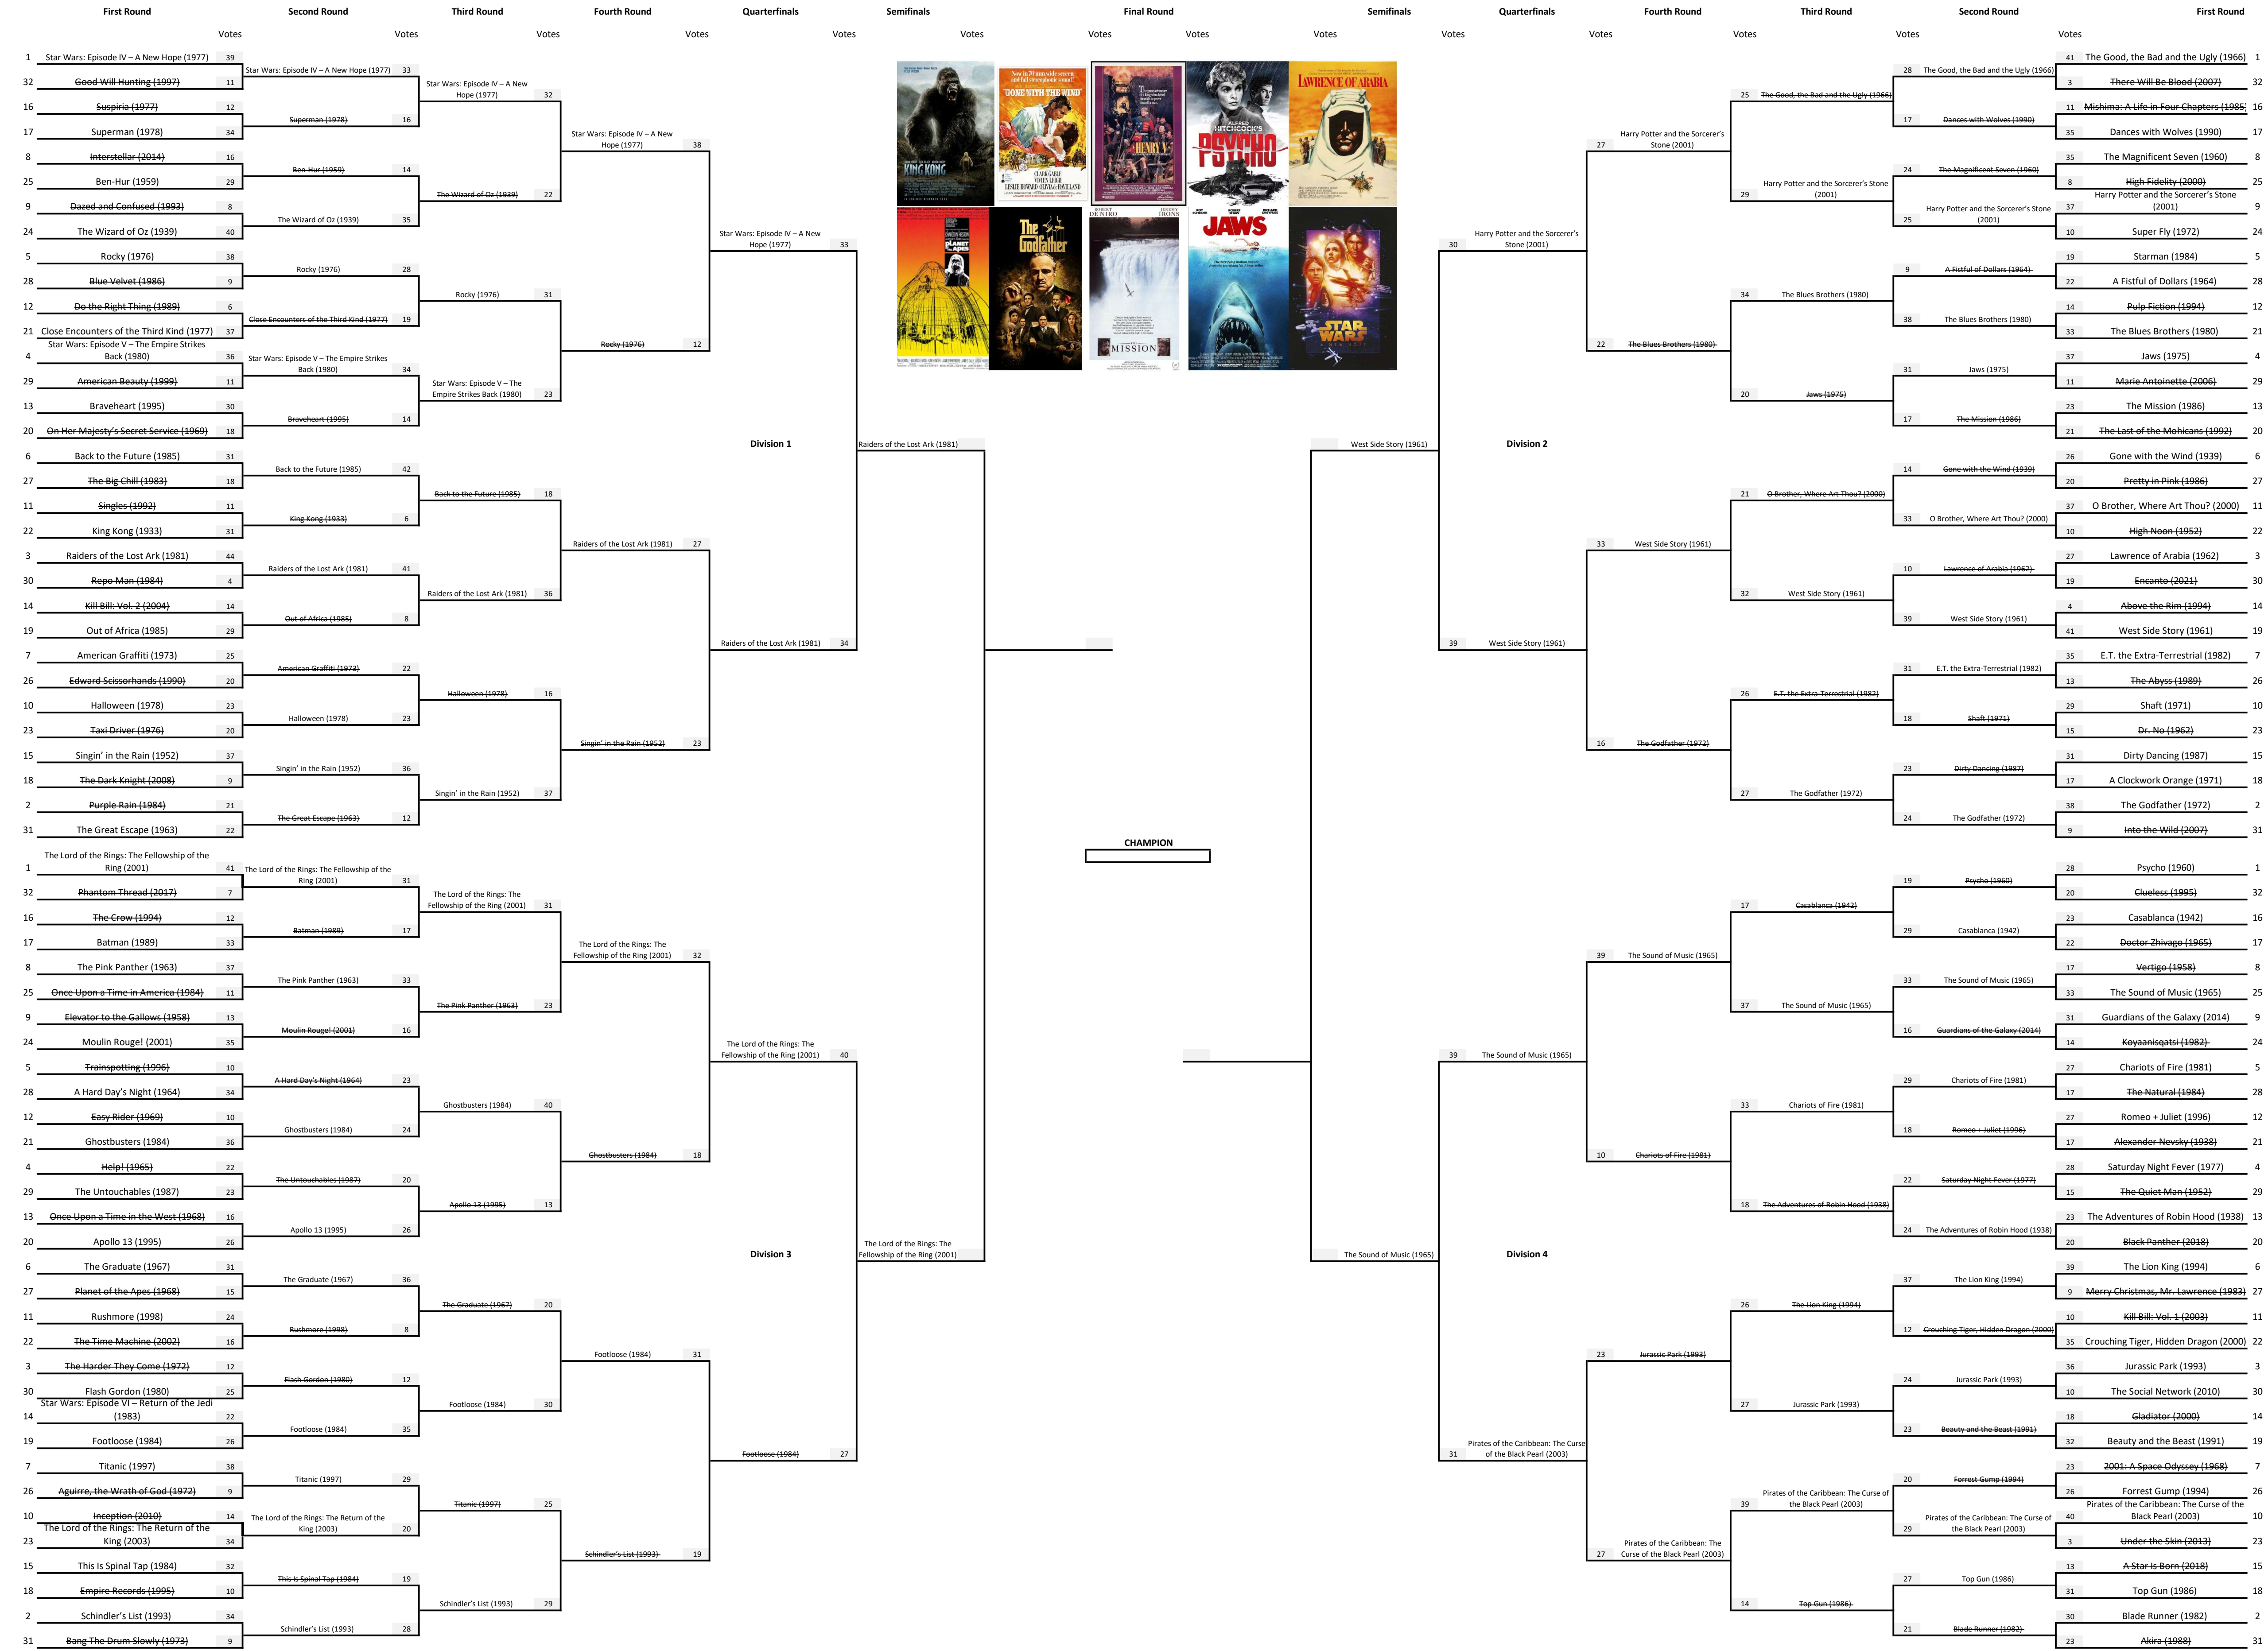 First Round Second Round Third Round Fourth Round Quarterfinals Semifinals Final Round Semifinals Quarterfinals Fourth Round Third Round Second Round First Round
Votes Votes Votes Votes Votes Votes Votes Votes Votes Votes Votes Votes Votes Votes
1 Star Wars: Episode IV – A New Hope (1977) 39
32 Good Will Hunting (1997) 11
16 Suspiria (1977) 12
17 Superman (1978) 34
8 Interstellar (2014) 16
25 Ben-Hur (1959) 29
9 Dazed and Confused (1993) 8
24 The Wizard of Oz (1939) 40
5 Rocky (1976) 38
28 Blue Velvet (1986) 9
12 Do the Right Thing (1989) 6
21 Close Encounters of the Third Kind (1977) 37
Star Wars: Episode V – The Empire Strikes
4 Back (1980) 36
29 American Beauty (1999) 11
13 Braveheart (1995) 30
20 On Her Majesty's Secret Service (1969) 18
6 Back to the Future (1985) 31
27 The Big Chill (1983) 18
11 Singles (1992) 11
22 King Kong (1933) 31
3 Raiders of the Lost Ark (1981) 44
30 Repo Man (1984) 4
14 Kill Bill: Vol. 2 (2004) 14
19 Out of Africa (1985) 29
7 American Graffiti (1973) 25
26 Edward Scissorhands (1990) 20
10 Halloween (1978) 23
23 Taxi Driver (1976) 20
15 Singin' in the Rain (1952) 37
18 The Dark Knight (2008) 9
2 Purple Rain (1984) 21
31 The Great Escape (1963) 22
Star Wars: Episode IV – A New Hope (1977) 33
Superman (1978) 16
Ben-Hur (1959) 14
The Wizard of Oz (1939) 35
Rocky (1976) 28
Close Encounters of the Third Kind (1977) 19
Star Wars: Episode V – The Empire Strikes
Back (1980) 34
Braveheart (1995) 14
Back to the Future (1985) 42
King Kong (1933) 6
Raiders of the Lost Ark (1981) 41
Out of Africa (1985) 8
American Graffiti (1973) 22
Halloween (1978) 23
Singin' in the Rain (1952) 36
The Great Escape (1963) 12
Star Wars: Episode IV – A New
Hope (1977) 32
The Wizard of Oz (1939) 22
Rocky (1976) 31
Star Wars: Episode V – The
Empire Strikes Back (1980) 23
Back to the Future (1985) 18
Raiders of the Lost Ark (1981) 36
Halloween (1978) 16
Singin' in the Rain (1952) 37
Star Wars: Episode IV – A New
Hope (1977) 38
Rocky (1976) 12
Raiders of the Lost Ark (1981) 27
Singin' in the Rain (1952) 23
Star Wars: Episode IV – A New
Hope (1977) 33
Raiders of the Lost Ark (1981) 34
Division 1
Raiders of the Lost Ark (1981)
The Lord of the Rings: The Fellowship of the
1 Ring (2001) 41
32 Phantom Thread (2017) 7
16 The Crow (1994) 12
17 Batman (1989) 33
8 The Pink Panther (1963) 37
25 Once Upon a Time in America (1984) 11
9 Elevator to the Gallows (1958) 13
24 Moulin Rouge! (2001) 35
5 Trainspotting (1996) 10
28 A Hard Day's Night (1964) 34
12 Easy Rider (1969) 10
21 Ghostbusters (1984) 36
4 Help! (1965) 22
29 The Untouchables (1987) 23
13 Once Upon a Time in the West (1968) 16
20 Apollo 13 (1995) 26
6 The Graduate (1967) 31
27 Planet of the Apes (1968) 15
11 Rushmore (1998) 24
22 The Time Machine (2002) 16
3 The Harder They Come (1972) 12
30 Flash Gordon (1980) 25
Star Wars: Episode VI – Return of the Jedi
14 (1983) 22
19 Footloose (1984) 26
7 Titanic (1997) 38
26 Aguirre, the Wrath of God (1972) 9
10 Inception (2010) 14
The Lord of the Rings: The Return of the
23 King (2003) 34
15 This Is Spinal Tap (1984) 32
18 Empire Records (1995) 10
2 Schindler's List (1993) 34
31 Bang The Drum Slowly (1973) 9
The Lord of the Rings: The Fellowship of the
Ring (2001) 31
Batman (1989) 17
The Pink Panther (1963) 33
Moulin Rouge! (2001) 16
A Hard Day's Night (1964) 23
Ghostbusters (1984) 24
The Untouchables (1987) 20
Apollo 13 (1995) 26
The Graduate (1967) 36
Rushmore (1998) 8
Flash Gordon (1980) 12
Footloose (1984) 35
Titanic (1997) 29
The Lord of the Rings: The Return of the
King (2003) 20
This Is Spinal Tap (1984) 19
Schindler's List (1993) 28
The Lord of the Rings: The
Fellowship of the Ring (2001) 31
The Pink Panther (1963) 23
Ghostbusters (1984) 40
Apollo 13 (1995) 13
The Graduate (1967) 20
Footloose (1984) 30
Titanic (1997) 25
Schindler's List (1993) 29
The Lord of the Rings: The
Fellowship of the Ring (2001) 32
Ghostbusters (1984) 18
Footloose (1984) 31
Schindler's List (1993) 19
The Lord of the Rings: The
Fellowship of the Ring (2001) 40
Footloose (1984) 27
Division 3
The Lord of the Rings: The
Fellowship of the Ring (2001)
KING KONG
Now in 70mm wide screen
and full stereophonic sound!
"GONE WITH THE WIND"
CLARK GABLE
VIVIEN LEIGH
LESLIE HOWARD OLIVIA de HAVILLAND
HENRY V
ALFRED
HITCHCOCK'S
PSYCHO
LAWRENCE OF ARABIA
PLANET
APES
The
Godfather
ROBERT JEREMY
DE NIRO IRONS
MISSION
JAWS
STAR
WARS
CHAMPION
41 The Good, the Bad and the Ugly (1966) 1
3 There Will Be Blood (2007) 32
11 Mishima: A Life in Four Chapters (1985) 16
35 Dances with Wolves (1990) 17
35 The Magnificent Seven (1960) 8
8 High Fidelity (2000) 25
Harry Potter and the Sorcerer's Stone
37 (2001) 9
10 Super Fly (1972) 24
19 Starman (1984) 5
22 A Fistful of Dollars (1964) 28
14 Pulp Fiction (1994) 12
33 The Blues Brothers (1980) 21
37 Jaws (1975) 4
11 Marie Antoinette (2006) 29
23 The Mission (1986) 13
21 The Last of the Mohicans (1992) 20
26 Gone with the Wind (1939) 6
20 Pretty in Pink (1986) 27
37 O Brother, Where Art Thou? (2000) 11
10 High Noon (1952) 22
27 Lawrence of Arabia (1962) 3
19 Encanto (2021) 30
4 Above the Rim (1994) 14
41 West Side Story (1961) 19
35 E.T. the Extra-Terrestrial (1982) 7
13 The Abyss (1989) 26
29 Shaft (1971) 10
15 Dr. No (1962) 23
31 Dirty Dancing (1987) 15
17 A Clockwork Orange (1971) 18
38 The Godfather (1972) 2
9 Into the Wild (2007) 31
28 The Good, the Bad and the Ugly (1966)
17 Dances with Wolves (1990)
24 The Magnificent Seven (1960)
Harry Potter and the Sorcerer's Stone
25 (2001)
9 A Fistful of Dollars (1964)
38 The Blues Brothers (1980)
31 Jaws (1975)
17 The Mission (1986)
14 Gone with the Wind (1939)
33 O Brother, Where Art Thou? (2000)
10 Lawrence of Arabia (1962)
39 West Side Story (1961)
31 E.T. the Extra-Terrestrial (1982)
18 Shaft (1971)
23 Dirty Dancing (1987)
24 The Godfather (1972)
25 The Good, the Bad and the Ugly (1966)
Harry Potter and the Sorcerer's Stone
29 (2001)
34 The Blues Brothers (1980)
20 Jaws (1975)
21 O Brother, Where Art Thou? (2000)
32 West Side Story (1961)
26 E.T. the Extra-Terrestrial (1982)
27 The Godfather (1972)
Harry Potter and the Sorcerer's
27 Stone (2001)
22 The Blues Brothers (1980)
33 West Side Story (1961)
16 The Godfather (1972)
Harry Potter and the Sorcerer's
30 Stone (2001)
39 West Side Story (1961)
Division 2
West Side Story (1961)
28 Psycho (1960) 1
20 Clueless (1995) 32
23 Casablanca (1942) 16
22 Doctor Zhivago (1965) 17
17 Vertigo (1958) 8
33 The Sound of Music (1965) 25
31 Guardians of the Galaxy (2014) 9
14 Koyaanisqatsi (1982) 24
27 Chariots of Fire (1981) 5
17 The Natural (1984) 28
27 Romeo + Juliet (1996) 12
17 Alexander Nevsky (1938) 21
28 Saturday Night Fever (1977) 4
15 The Quiet Man (1952) 29
23 The Adventures of Robin Hood (1938) 13
20 Black Panther (2018) 20
39 The Lion King (1994) 6
9 Merry Christmas, Mr. Lawrence (1983) 27
10 Kill Bill: Vol. 1 (2003) 11
35 Crouching Tiger, Hidden Dragon (2000) 22
36 Jurassic Park (1993) 3
10 The Social Network (2010) 30
18 Gladiator (2000) 14
32 Beauty and the Beast (1991) 19
23 2001: A Space Odyssey (1968) 7
26 Forrest Gump (1994) 26
Pirates of the Caribbean: The Curse of the
40 Black Pearl (2003) 10
3 Under the Skin (2013) 23
13 A Star Is Born (2018) 15
31 Top Gun (1986) 18
30 Blade Runner (1982) 2
23 Akira (1988) 31
19 Psycho (1960)
29 Casablanca (1942)
33 The Sound of Music (1965)
16 Guardians of the Galaxy (2014)
29 Chariots of Fire (1981)
18 Romeo + Juliet (1996)
22 Saturday Night Fever (1977)
24 The Adventures of Robin Hood (1938)
37 The Lion King (1994)
12 Crouching Tiger, Hidden Dragon (2000)
24 Jurassic Park (1993)
23 Beauty and the Beast (1991)
20 Forrest Gump (1994)
Pirates of the Caribbean: The Curse of
29 the Black Pearl (2003)
27 Top Gun (1986)
21 Blade Runner (1982)
17 Casablanca (1942)
37 The Sound of Music (1965)
33 Chariots of Fire (1981)
18 The Adventures of Robin Hood (1938)
26 The Lion King (1994)
27 Jurassic Park (1993)
Pirates of the Caribbean: The Curse of
39 the Black Pearl (2003)
14 Top Gun (1986)
39 The Sound of Music (1965)
10 Chariots of Fire (1981)
23 Jurassic Park (1993)
Pirates of the Caribbean: The
27 Curse of the Black Pearl (2003)
39 The Sound of Music (1965)
Pirates of the Caribbean: The Curse
31 of the Black Pearl (2003)
Division 4
The Sound of Music (1965)